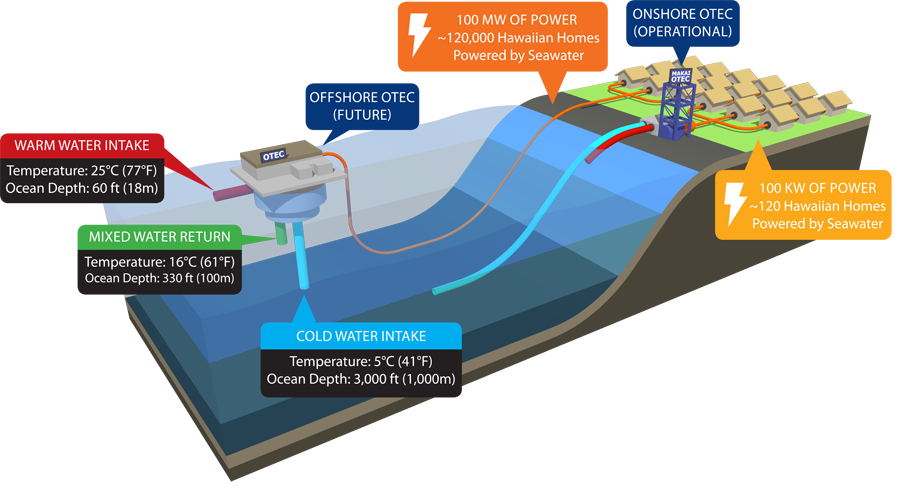 100 MW OF POWER
~120,000 Hawaiian Homes
Powered by Seawater
ONSHORE OTEC
(OPERATIONAL)
MAKAI
OTEC
OFFSHORE OTEC
(FUTURE)
OTEC
WARM WATER INTAKE
Temperature: 25°C (77°F)
Ocean Depth: 60 ft (18m)
100 KW OF POWER
~120 Hawaiian Homes
Powered by Seawater
MIXED WATER RETURN
Temperature: 16°C (61°F)
Ocean Depth: 330 ft (100m)
COLD WATER INTAKE
Temperature: 5°C (41°F)
Ocean Depth: 3,000 ft (1,000m)